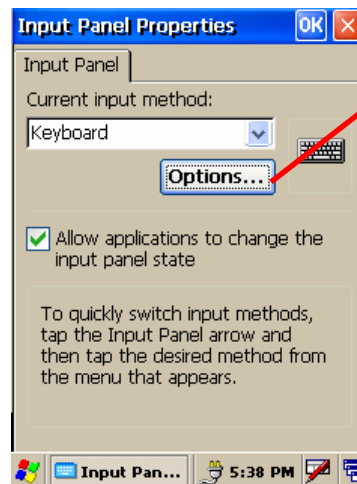 Input Panel Properties OK
Input Panel
Current input method:
Keyboard
Options...
Allow applications to change the
input panel state
To quickly switch input methods,
tap the Input Panel arrow and
then tap the desired method from
the menu that appears.
Input Pan... 5:38 PM